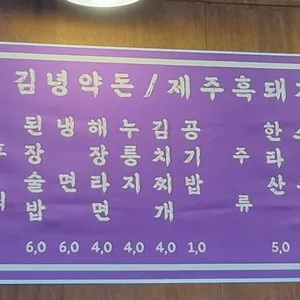 김녕약돈/제주흑돼
된장술밥 6,0
냉면 6,0
해장라면 4,0
누룽지 4,0
김치찌개 4,0
공기밥 1,0
주류
한라산 5,0